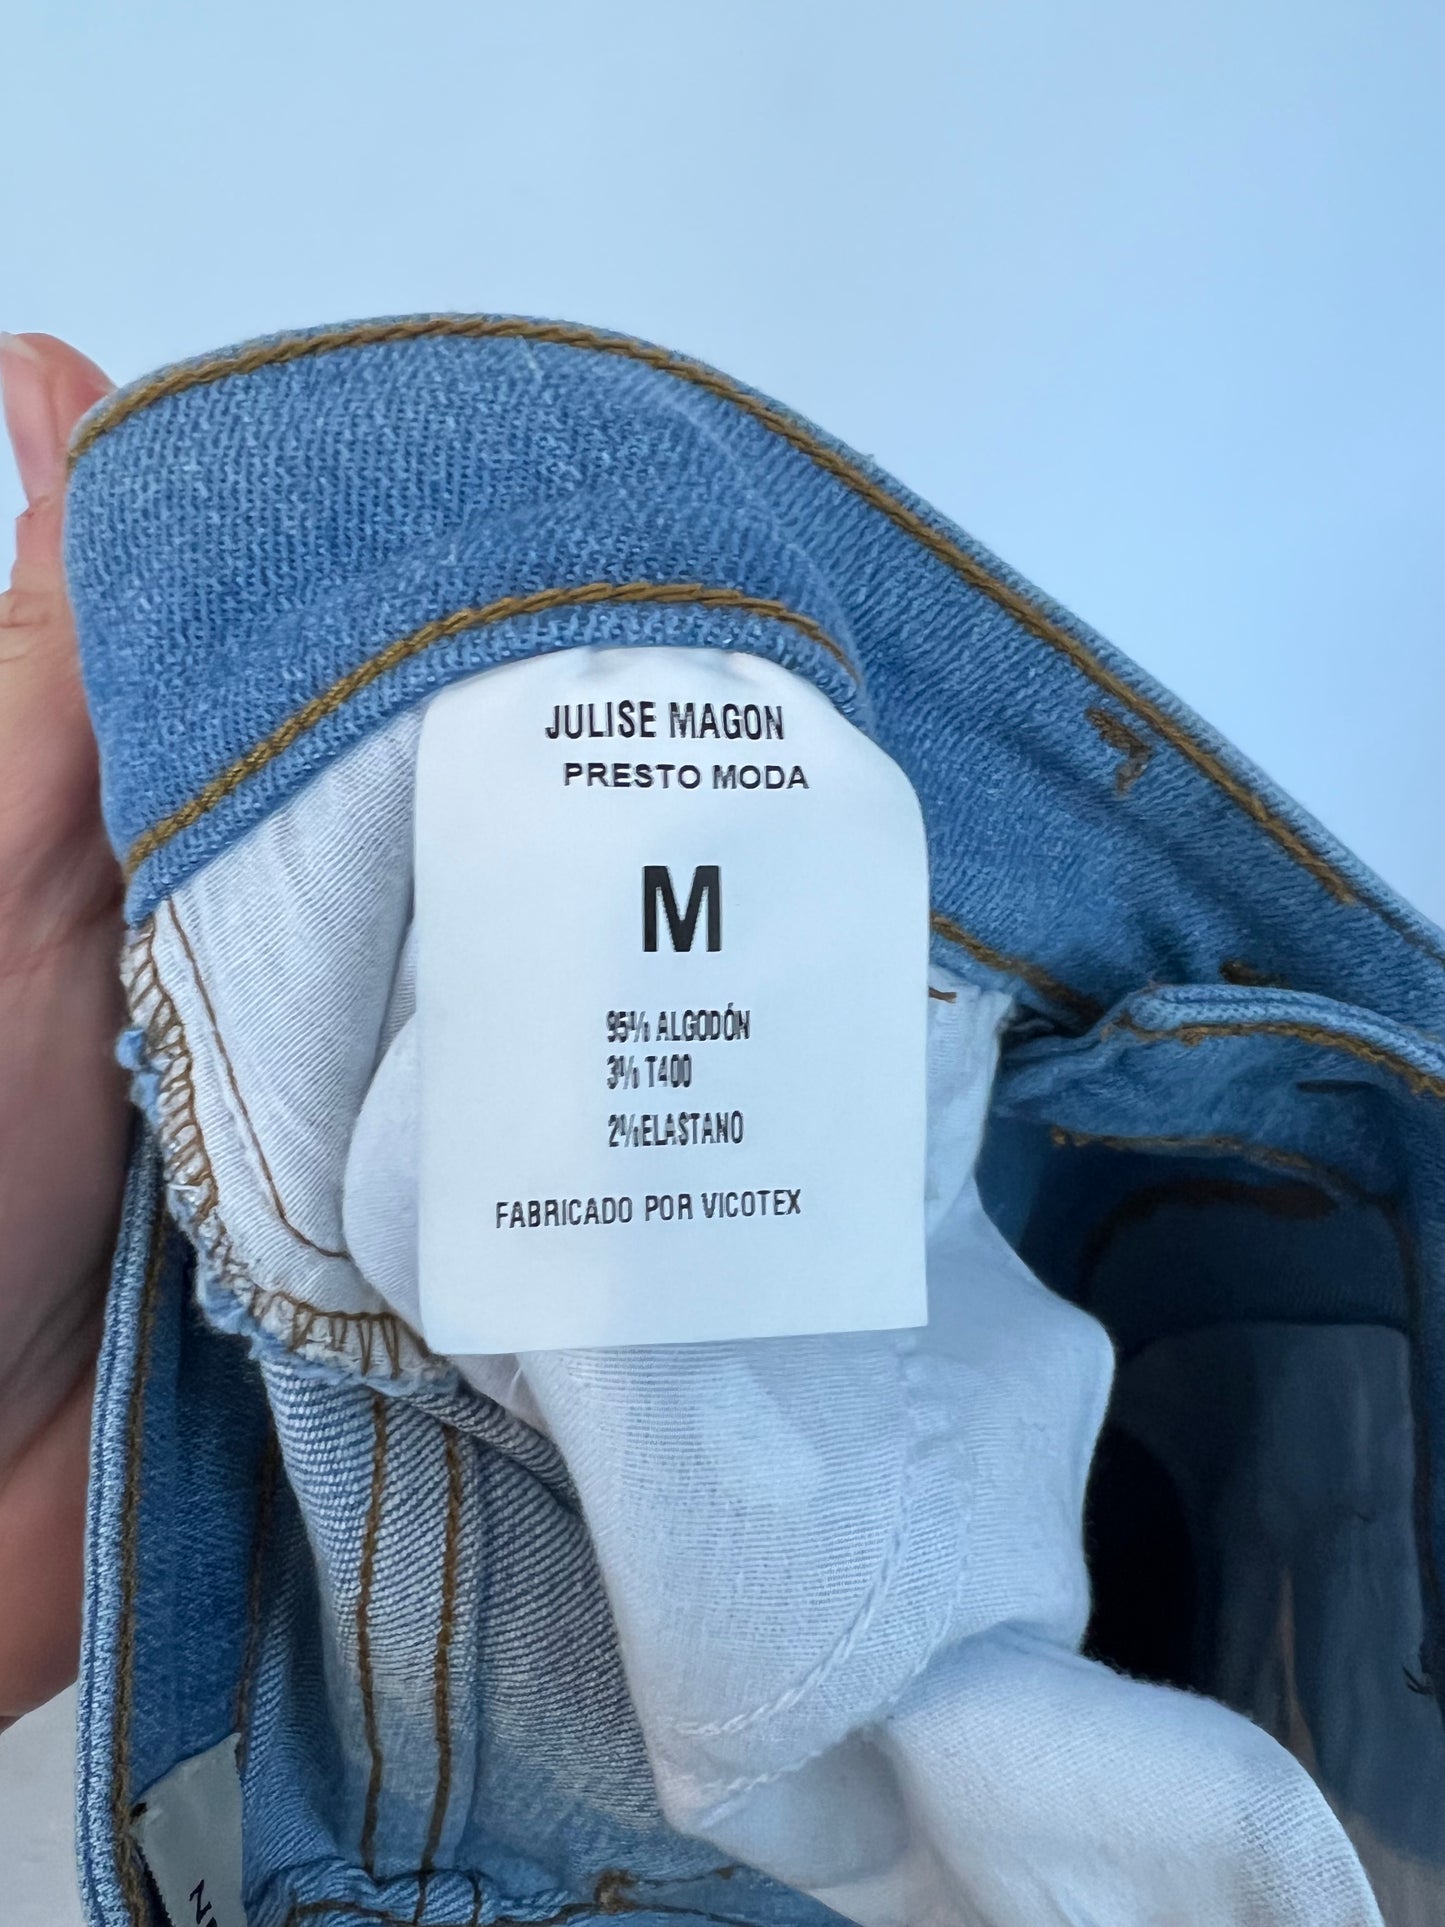 JULISE MAGON
PRESTO MODA
M
95% ALGODÓN
3% T400
2% ELASTANO
FABRICADO POR VICOTEX